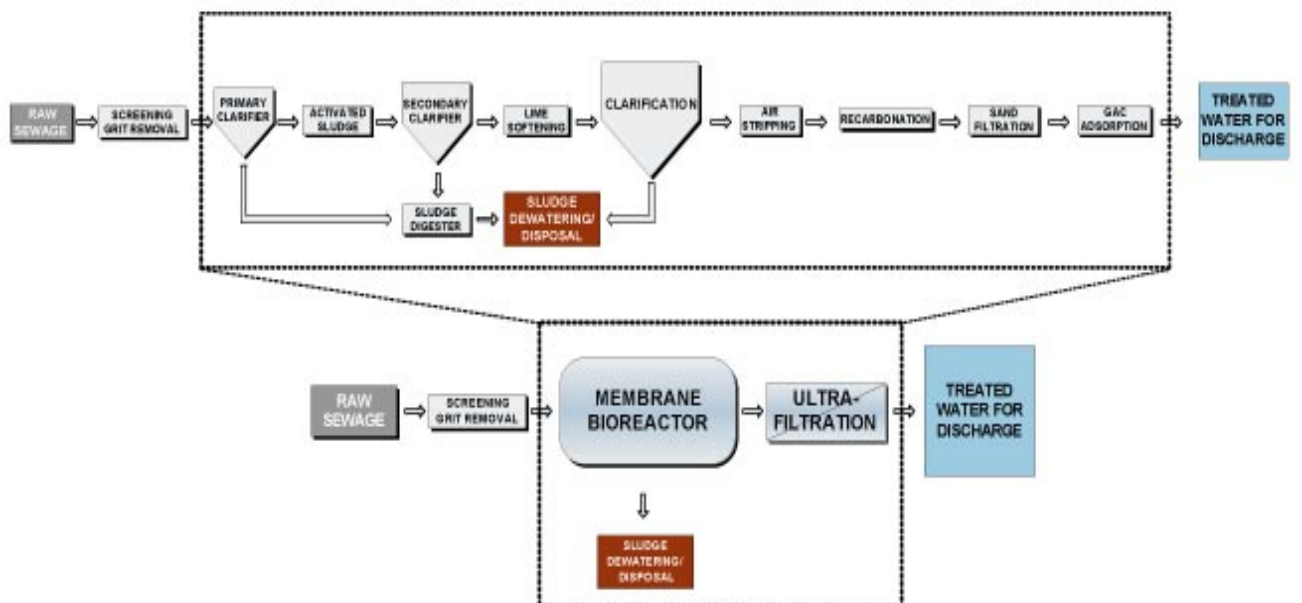 RAW
SEWAGE
SCREENING
GRIT REMOVAL
PRIMARY
CLARIFIER
ACTIVATED
SLUDGE
SECONDARY
CLARIFIER
LIME
SOFTENING
CLARIFICATION
AIR
STRIPPING
RECARBONATION
SAND
FILTRATION
GAC
ADSORPTION
TREATED
WATER FOR
DISCHARGE
SLUDGE
DIGESTER
SLUDGE
DEWATERING/
DISPOSAL
RAW
SEWAGE
SCREENING
GRIT REMOVAL
MEMBRANE
BIOREACTOR
ULTRA-
FILTRATION
TREATED
WATER FOR
DISCHARGE
SLUDGE
DEWATERING/
DISPOSAL